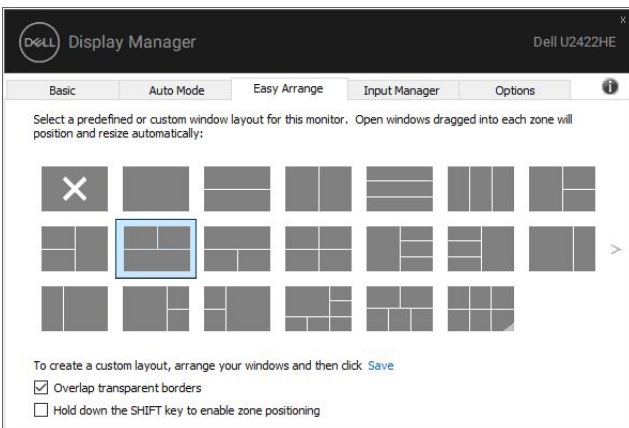 x
DELL Display Manager
Dell U2422HE
Basic Auto Mode Easy Arrange Input Manager Options i
Select a predefined or custom window layout for this monitor. Open windows dragged into each zone will
position and resize automatically:
>
To create a custom layout, arrange your windows and then click Save
Overlap transparent borders
Hold down the SHIFT key to enable zone positioning